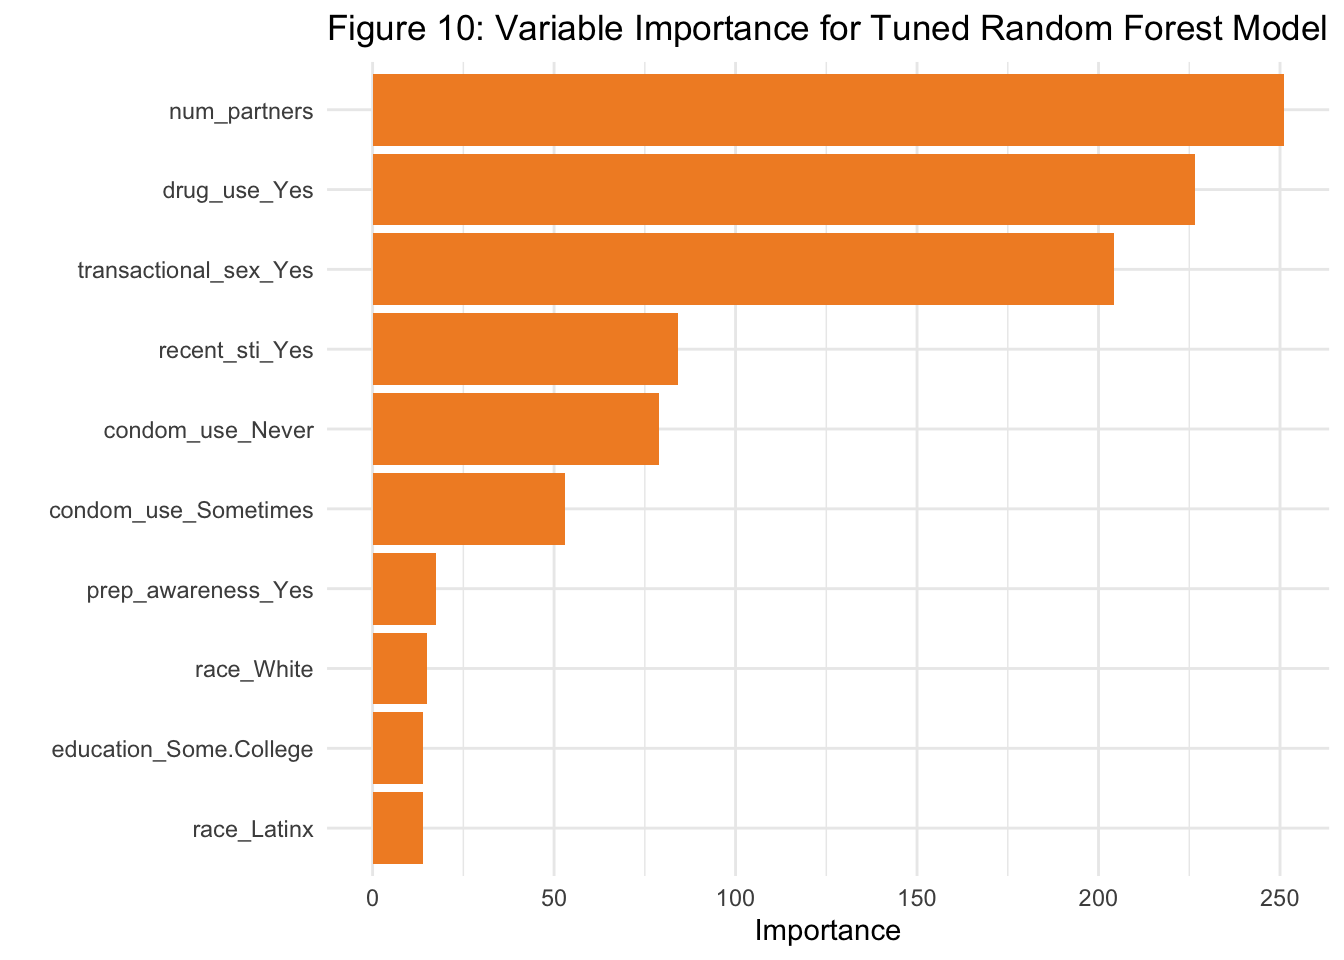 Figure 10: Variable Importance for Tuned Random Forest Model
num_partners
drug_use_Yes
transactional_sex_Yes
recent_sti_Yes
condom_use_Never
condom_use_Sometimes
prep_awareness_Yes
race_White
education_Some.College
race_Latinx
0 50 100 150 200 250
Importance